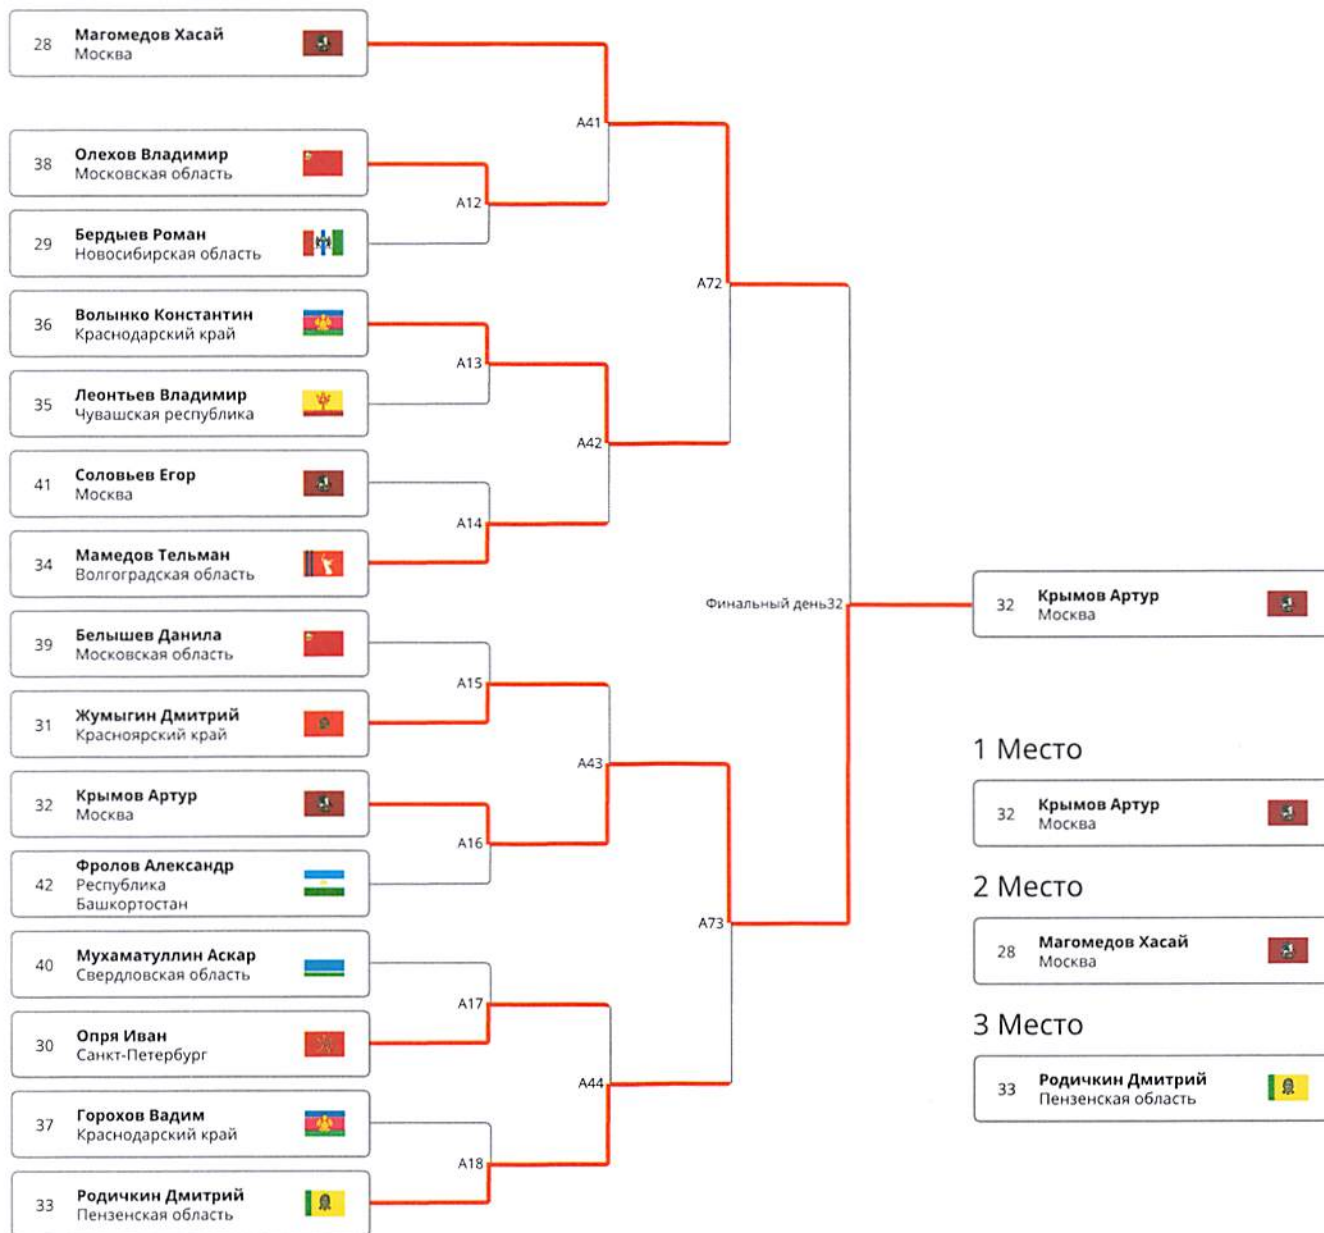 28
Магомедов Хасай
Москва
38
Олехов Владимир
Московская область
29
Бердыев Роман
Новосибирская область
36
Волынко Константин
Краснодарский край
35
Леонтьев Владимир
Чувашская республика
41
Соловьев Егор
Москва
34
Мамедов Тельман
Волгоградская область
39
Белышев Данила
Московская область
31
Жумыгин Дмитрий
Красноярский край
32
Крымов Артур
Москва
42
Фролов Александр
Республика
Башкортостан
40
Мухаматуллин Аскар
Свердловская область
30
Опря Иван
Санкт-Петербург
37
Горохов Вадим
Краснодарский край
33
Родичкин Дмитрий
Пензенская область
A12
A13
A14
A15
A16
A17
A18
A41
A42
A43
A44
A72
A73
Финальный день32
32
Крымов Артур
Москва
1 Место
32
Крымов Артур
Москва
2 Место
28
Магомедов Хасай
Москва
3 Место
33
Родичкин Дмитрий
Пензенская область